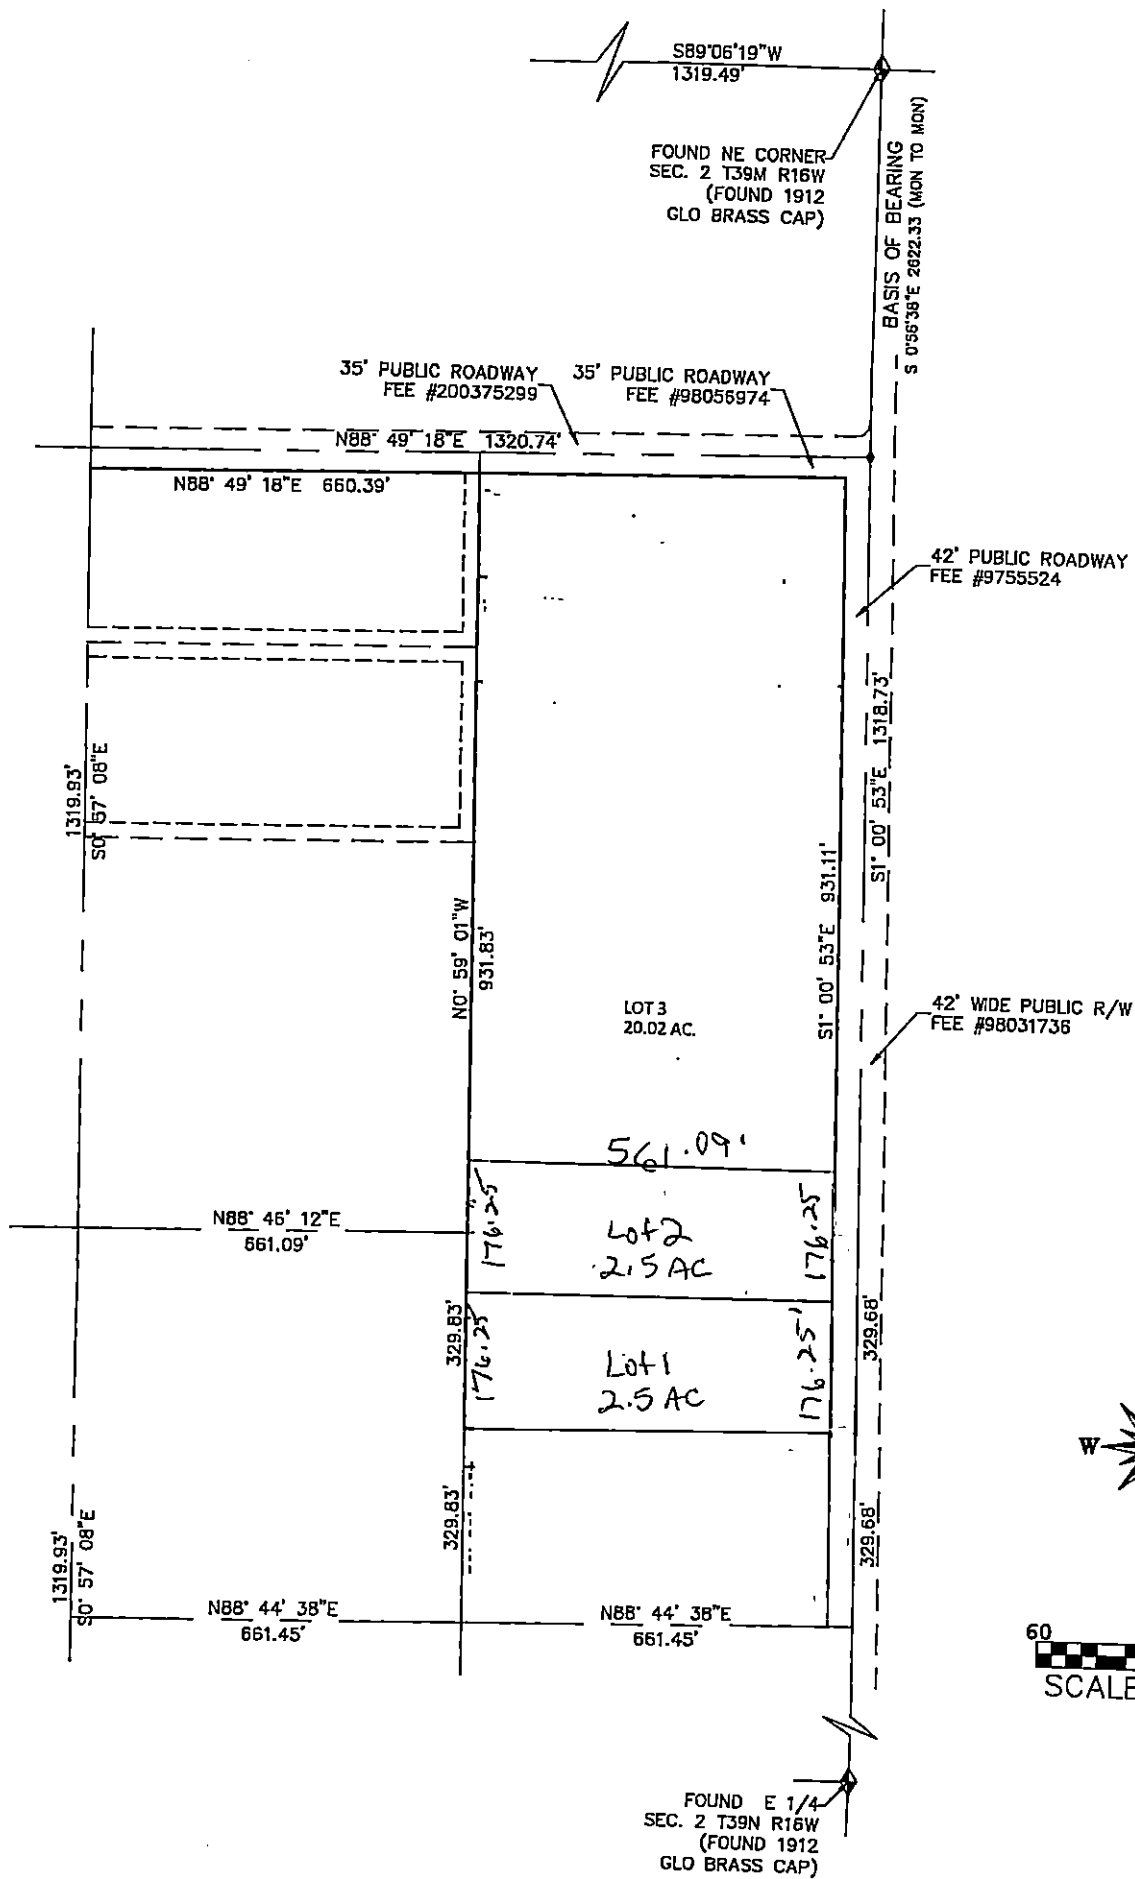 S89°06'19"W
1319.49'
FOUND NE CORNER
SEC. 2 T39M R16W
(FOUND 1912
GLO BRASS CAP)
BASIS OF BEARING
S 0°56'38"E 2622.33 (MON TO MON)
35' PUBLIC ROADWAY
FEE #200375299
35' PUBLIC ROADWAY
FEE #98056974
N88° 49' 18"E 1320.74'
N88° 49' 18"E 660.39'
42' PUBLIC ROADWAY
FEE #9755524
1319.93'
S0° 57' 08"E
N0° 59' 01"W
931.83'
S1° 00' 53"E 931.11'
S1° 00' 53"E 1318.73'
LOT 3
20.02 AC.
42' WIDE PUBLIC R/W
FEE #98031736
561.09'
N88° 46' 12"E
661.09'
176.25
Lot 2
2.5 AC
176.25
329.83'
176.25
Lot 1
2.5 AC
176.25'
329.68'
W
1319.93'
S0° 57' 08"E
329.83'
329.68'
N88° 44' 38"E
661.45'
N88° 44' 38"E
661.45'
60
SCALE
FOUND E 1/4
SEC. 2 T39N R16W
(FOUND 1912
GLO BRASS CAP)